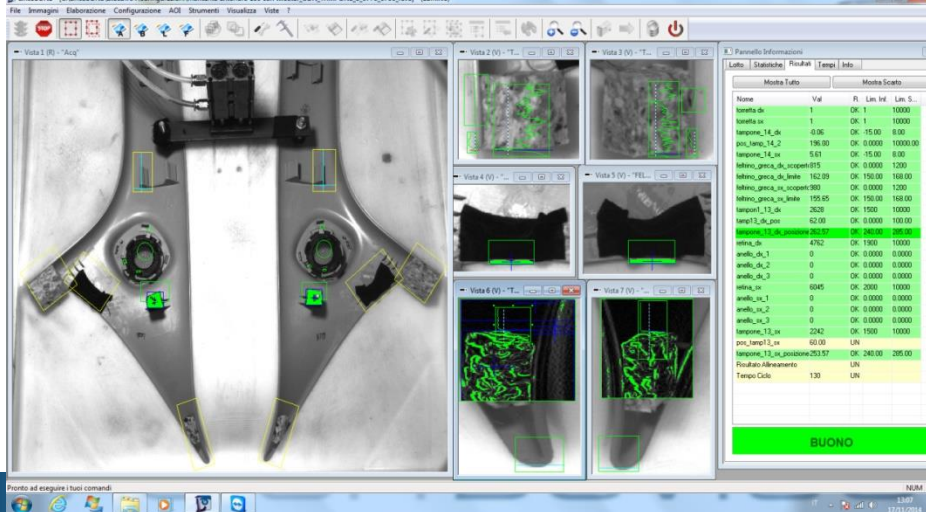 File Immagini Elaborazione Configurazione AOI Strumenti Visualizza Viste ?
STOP
Vista 1 (R) - "Acq"
Vista 2 (V) - "T...
Vista 3 (V) - "T...
Vista 4 (V) - "...
Vista 5 (V) - "FEL...
Vista 6 (V) - "T...
Vista 7 (V) - "...
Pannello Informazioni
Lotto Statistiche Risultati Tempi Info
Mostra Tutto Mostra Scarto
Nome Val R. Lim. Inf. Lim. S...
torretta dx 1 OK 1 10000
torretta sx 1 OK 1 10000
tampone_14_dx -0.06 OK -15.00 8.00
pos_tamp_14_2 196.00 OK 0.0000 10000.00
tampone_14_sx 5.61 OK -15.00 8.00
feltrino_greca_dx_scoperto 815 OK 0.0000 1200
feltrino_greca_dx_limite 162.09 OK 150.00 168.00
feltrino_greca_sx_scoperto 980 OK 0.0000 1200
feltrino_greca_sx_limite 155.65 OK 150.00 168.00
tampon1_13_dx 2628 OK 1500 10000
tamp13_dx_pos 62.00 OK 0.0000 100.00
tampone_13_dx_posizione 262.57 OK 240.00 285.00
retina_dx 4762 OK 1900 10000
anello_dx_1 0 OK 0.0000 0.0000
anello_dx_2 0 OK 0.0000 0.0000
anello_dx_3 0 OK 0.0000 0.0000
retina_sx 6045 OK 2000 10000
anello_sx_1 0 OK 0.0000 0.0000
anello_sx_2 0 OK 0.0000 0.0000
anello_sx_3 0 OK 0.0000 0.0000
tampone_13_sx 2242 OK 1500 10000
pos_tamp13_sx 60.00 UN
tampone_13_sx_posizione 253.57 OK 240.00 285.00
Risultato Allineamento UN
Tempo Ciclo 130 UN
BUONO
Pronto ad eseguire i tuoi comandi
NUM
IT
13:07
17/11/2014